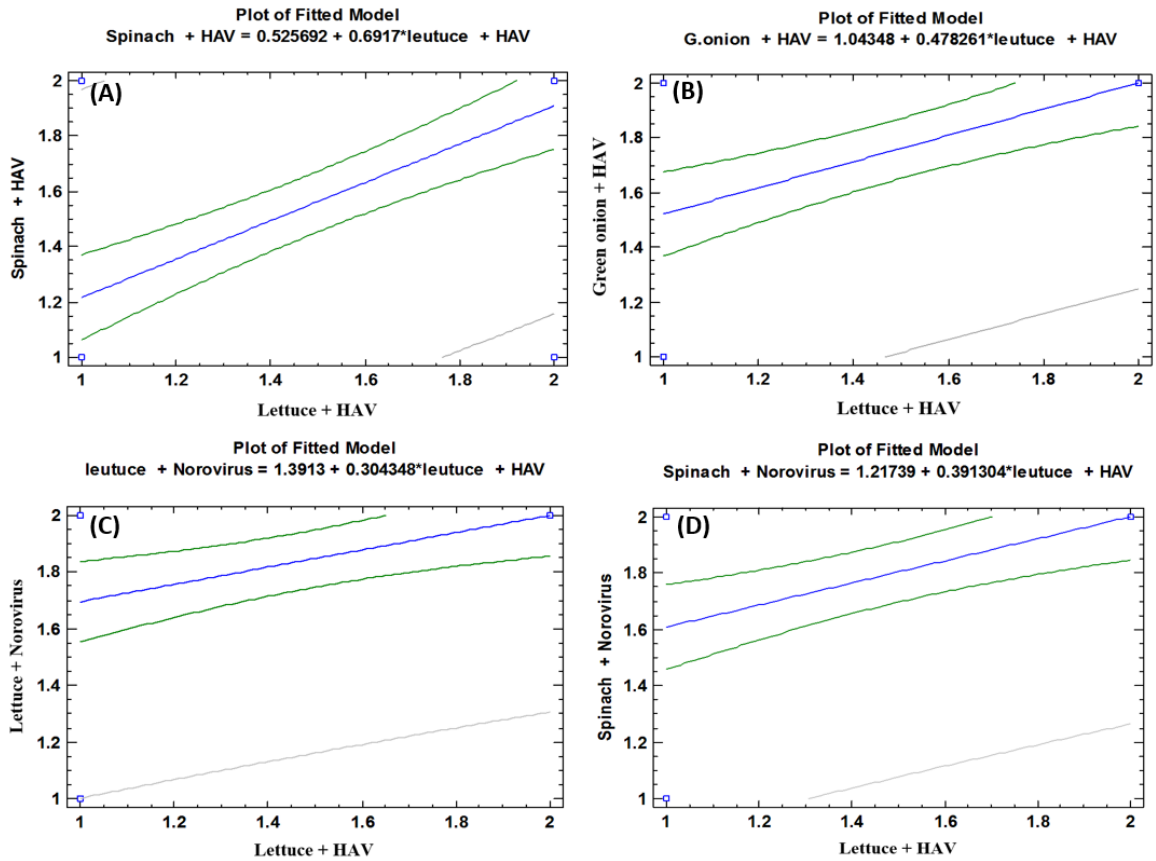 Plot of Fitted Model
Spinach + HAV = 0.525692 + 0.6917*leutuce + HAV
(A)
2
1.8
1.6
1.4
1.2
1
Spinach + HAV
1 1.2 1.4 1.6 1.8 2
Lettuce + HAV
Plot of Fitted Model
G.onion + HAV = 1.04348 + 0.478261*leutuce + HAV
(B)
2
1.8
1.6
1.4
1.2
1
Green onion + HAV
1 1.2 1.4 1.6 1.8 2
Lettuce + HAV
Plot of Fitted Model
leutuce + Norovirus = 1.3913 + 0.304348*leutuce + HAV
(C)
2
1.8
1.6
1.4
1.2
1
Lettuce + Norovirus
1 1.2 1.4 1.6 1.8 2
Lettuce + HAV
Plot of Fitted Model
Spinach + Norovirus = 1.21739 + 0.391304*leutuce + HAV
(D)
2
1.8
1.6
1.4
1.2
1
Spinach + Norovirus
1 1.2 1.4 1.6 1.8 2
Lettuce + HAV